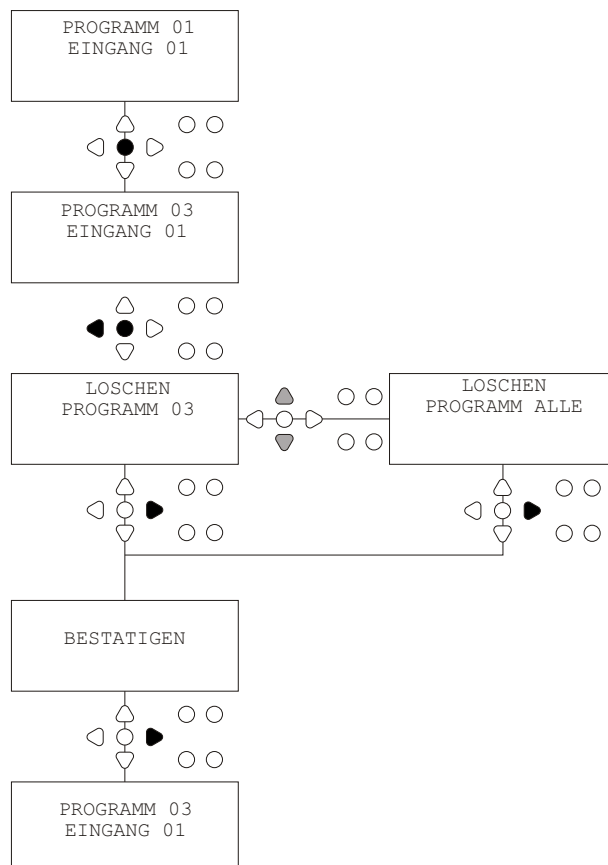 PROGRAMM 01
EINGANG 01
PROGRAMM 03
EINGANG 01
LOSCHEN
PROGRAMM 03
LOSCHEN
PROGRAMM ALLE
BESTATIGEN
PROGRAMM 03
EINGANG 01